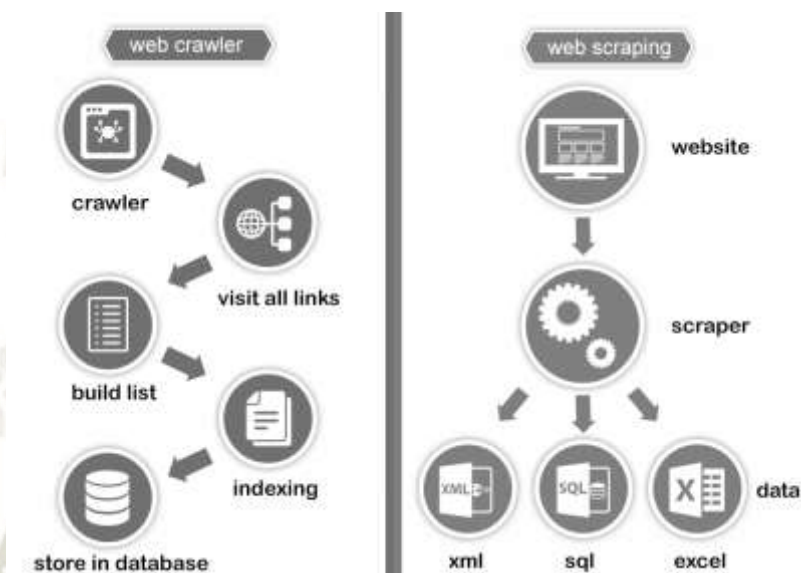 web crawler
crawler
visit all links
build list
indexing
store in database
web scraping
website
scraper
XML
SQL
X
data
xml
sql
excel